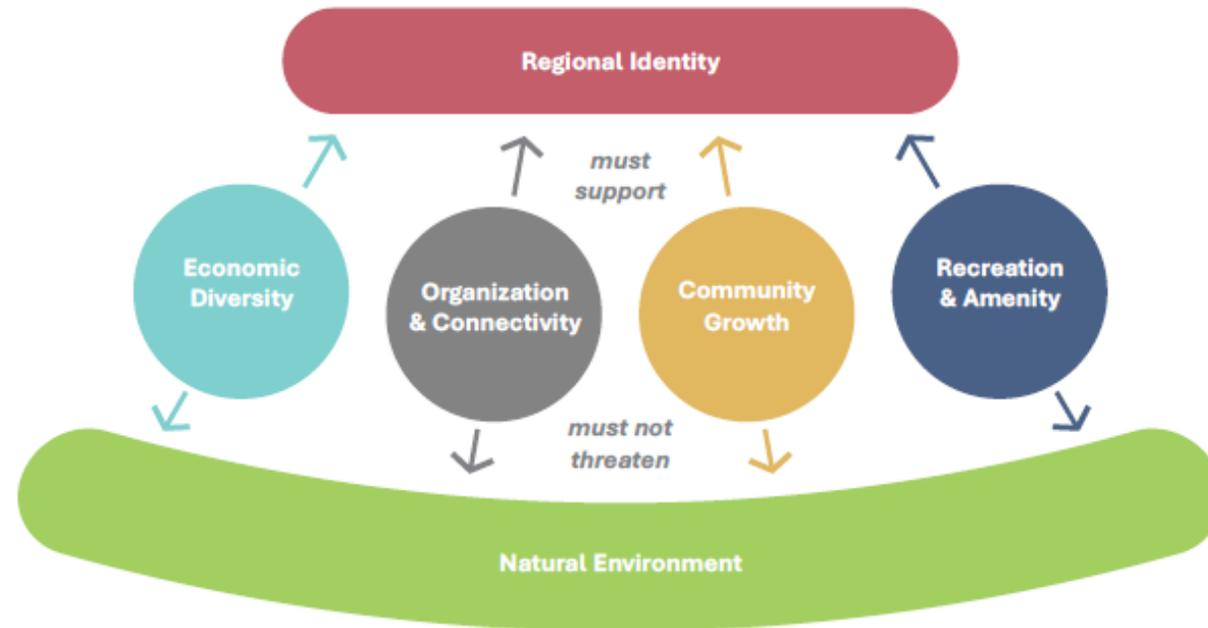 Regional Identity
must
support
Economic
Diversity
Organization
& Connectivity
Community
Growth
Recreation
& Amenity
must not
threaten
Natural Environment